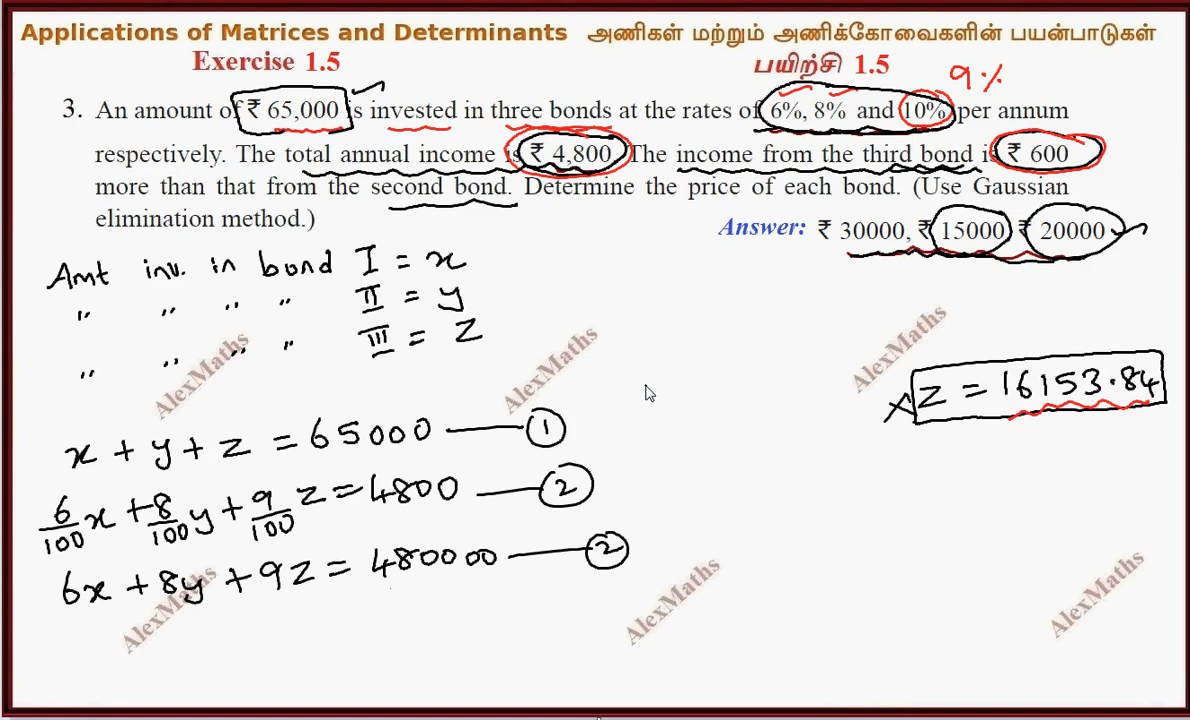 Applications of Matrices and Determinants அணிகள் மற்றும் அணிக்கோவைகளின் பயன்பாடுகள்
Exercise 1.5 பயிற்சி 1.5
9%
3. An amount of ₹ 65,000 is invested in three bonds at the rates of 6%, 8% and 10% per annum
respectively. The total annual income is ₹ 4,800. The income from the third bond is ₹ 600
more than that from the second bond. Determine the price of each bond. (Use Gaussian
elimination method.)
Answer: ₹ 30000, ₹ 15000 ₹ 20000
Amt inv. in bond I = x
" " " " II = y
" " " " III = z
AlexMaths AlexMaths AlexMaths
z = 16153.84
x + y + z = 65000 — 1
6/100 x + 8/100 y + 9/100 z = 4800 — 2
6x + 8y + 9z = 480000 — 2
AlexMaths AlexMaths AlexMaths